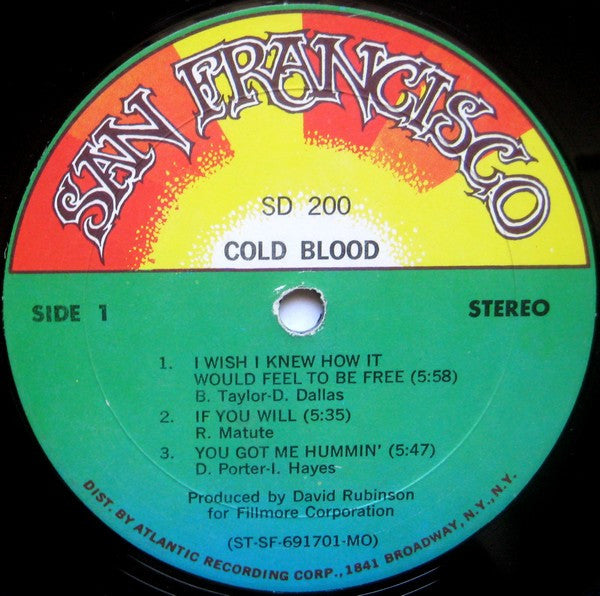 SAN FRANCISCO
SD 200
COLD BLOOD
SIDE 1
STEREO
1. I WISH I KNEW HOW IT
WOULD FEEL TO BE FREE (5:58)
B. Taylor-D. Dallas
2. IF YOU WILL (5:35)
R. Matute
3. YOU GOT ME HUMMIN' (5:47)
D. Porter-I. Hayes
Produced by David Rubinson
for Fillmore Corporation
(ST-SF-691701-MO)
DIST. BY ATLANTIC RECORDING CORP., 1841 BROADWAY, N.Y., N.Y.